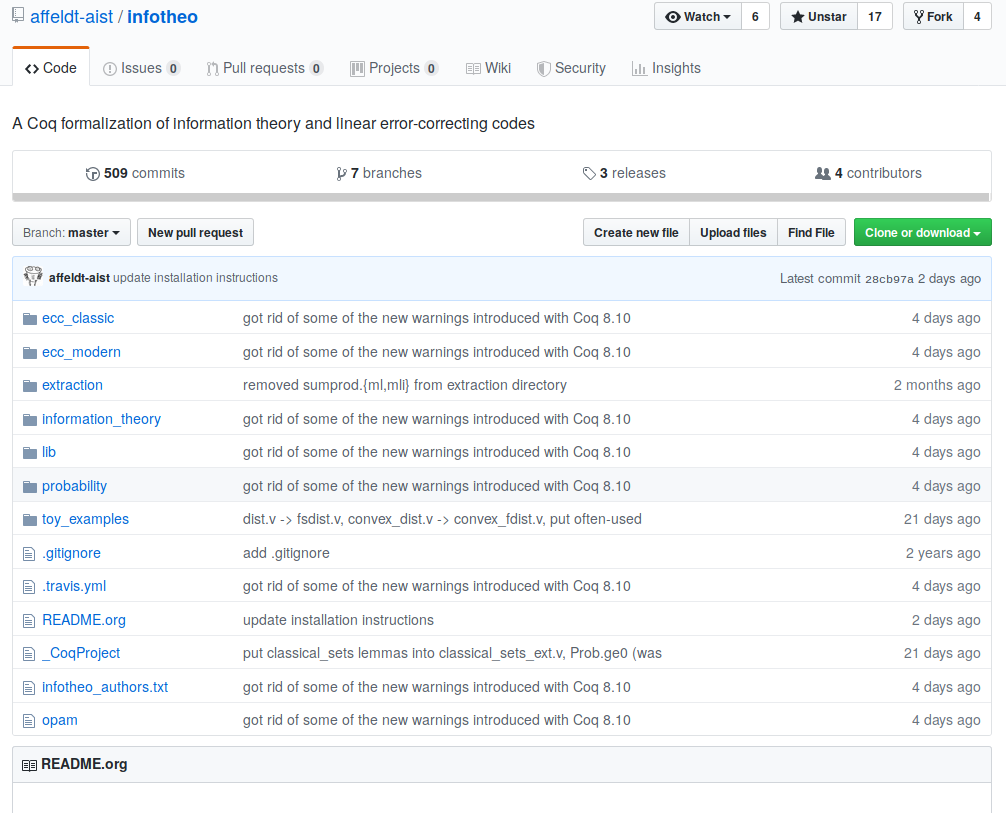 affeldt-aist / infotheo Watch 6 Unstar 17 Fork 4
Code Issues 0 Pull requests 0 Projects 0 Wiki Security Insights
A Coq formalization of information theory and linear error-correcting codes
509 commits 7 branches 3 releases 4 contributors
Branch: master New pull request Create new file Upload files Find File Clone or download
affeldt-aist update installation instructions Latest commit 28cb97a 2 days ago
ecc_classic got rid of some of the new warnings introduced with Coq 8.10 4 days ago
ecc_modern got rid of some of the new warnings introduced with Coq 8.10 4 days ago
extraction removed sumprod.{ml,mli} from extraction directory 2 months ago
information_theory got rid of some of the new warnings introduced with Coq 8.10 4 days ago
lib got rid of some of the new warnings introduced with Coq 8.10 4 days ago
probability got rid of some of the new warnings introduced with Coq 8.10 4 days ago
toy_examples dist.v -> fsdist.v, convex_dist.v -> convex_fdist.v, put often-used 21 days ago
.gitignore add .gitignore 2 years ago
.travis.yml got rid of some of the new warnings introduced with Coq 8.10 4 days ago
README.org update installation instructions 2 days ago
_CoqProject put classical_sets lemmas into classical_sets_ext.v, Prob.ge0 (was 21 days ago
infotheo_authors.txt got rid of some of the new warnings introduced with Coq 8.10 4 days ago
opam got rid of some of the new warnings introduced with Coq 8.10 4 days ago
README.org